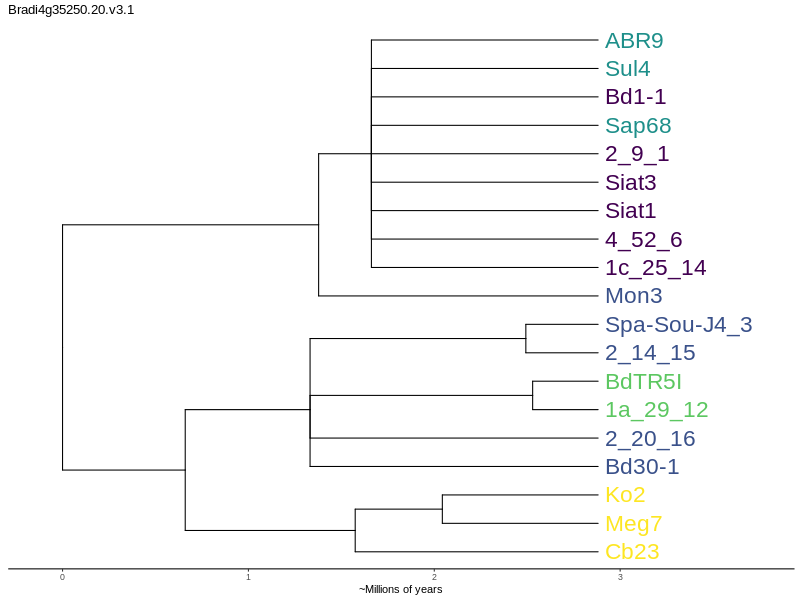 Bradi4g35250.20.v3.1
ABR9
Sul4
Bd1-1
Sap68
2_9_1
Siat3
Siat1
4_52_6
1c_25_14
Mon3
Spa-Sou-J4_3
2_14_15
BdTR5I
1a_29_12
2_20_16
Bd30-1
Ko2
Meg7
Cb23
0 1 2 3
~Millions of years